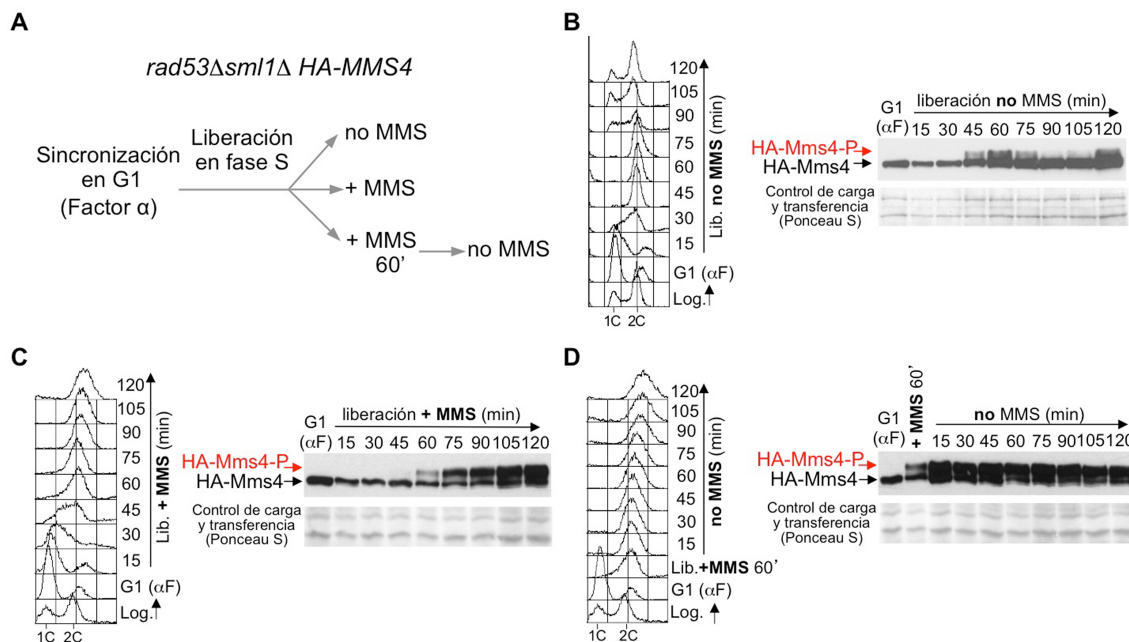 A
rad53Δsml1Δ HA-MMS4
Sincronización
en G1
(Factor α)
Liberación
en fase S
no MMS
+ MMS
+ MMS
60’
no MMS
B
120
105
90
75
60
45
30
15
G1 (αF)
Log.
Lib. no MMS (min)
1C 2C
G1
(αF)
liberación no MMS (min)
15 30 45 60 75 90 105 120
HA-Mms4-P
HA-Mms4
Control de carga
y transferencia
(Ponceau S)
C
120
105
90
75
60
45
30
15
G1 (αF)
Log.
Lib. + MMS (min)
1C 2C
G1
(αF)
liberación + MMS (min)
15 30 45 60 75 90 105 120
HA-Mms4-P
HA-Mms4
Control de carga
y transferencia
(Ponceau S)
D
120
105
90
75
60
45
30
15
Lib.+MMS 60’
G1 (αF)
Log.
no MMS (min)
1C 2C
G1
(αF)
+ MMS 60’
no MMS (min)
15 30 45 60 75 90 105 120
HA-Mms4-P
HA-Mms4
Control de carga
y transferencia
(Ponceau S)